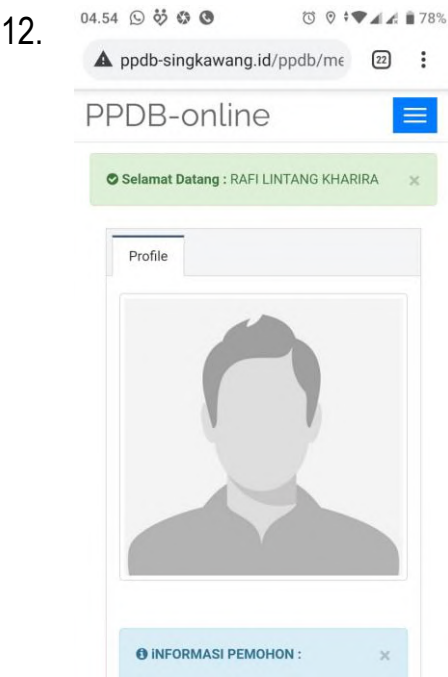 12.
04.54 78%
ppdb-singkawang.id/ppdb/me 22
PPDB-online
Selamat Datang : RAFI LINTANG KHARIRA ×
Profile
iNFORMASI PEMOHON : ×